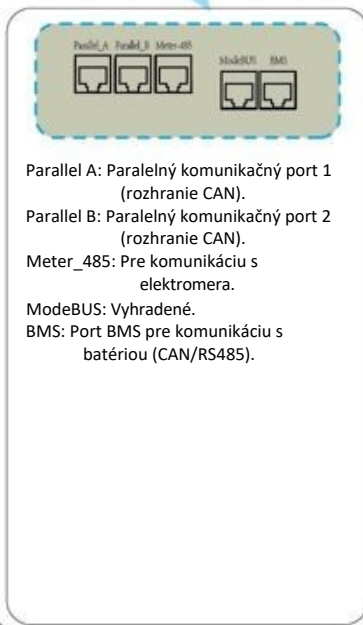 Parallel_A Parallel_B Meter-485
ModeBUS BMS
Parallel A: Paralelný komunikačný port 1
(rozhranie CAN).
Parallel B: Paralelný komunikačný port 2
(rozhranie CAN).
Meter_485: Pre komunikáciu s
elektromera.
ModeBUS: Vyhradené.
BMS: Port BMS pre komunikáciu s
batériou (CAN/RS485).